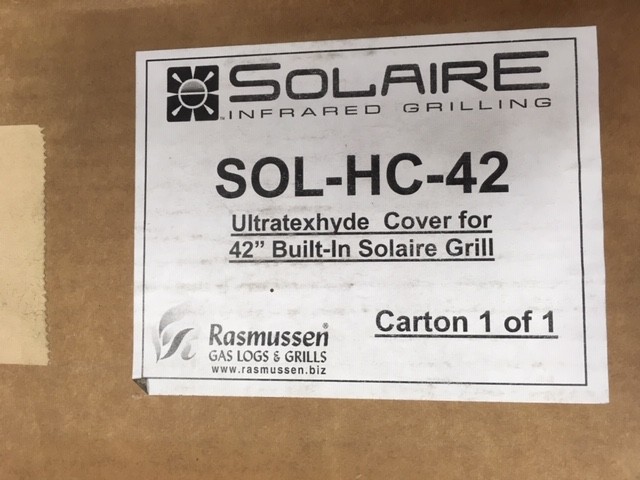 SOLAIRE
™ INFRARED GRILLING
SOL-HC-42
Ultratexhyde Cover for
42” Built-In Solaire Grill
Carton 1 of 1
Rasmussen®
GAS LOGS & GRILLS
www.rasmussen.biz